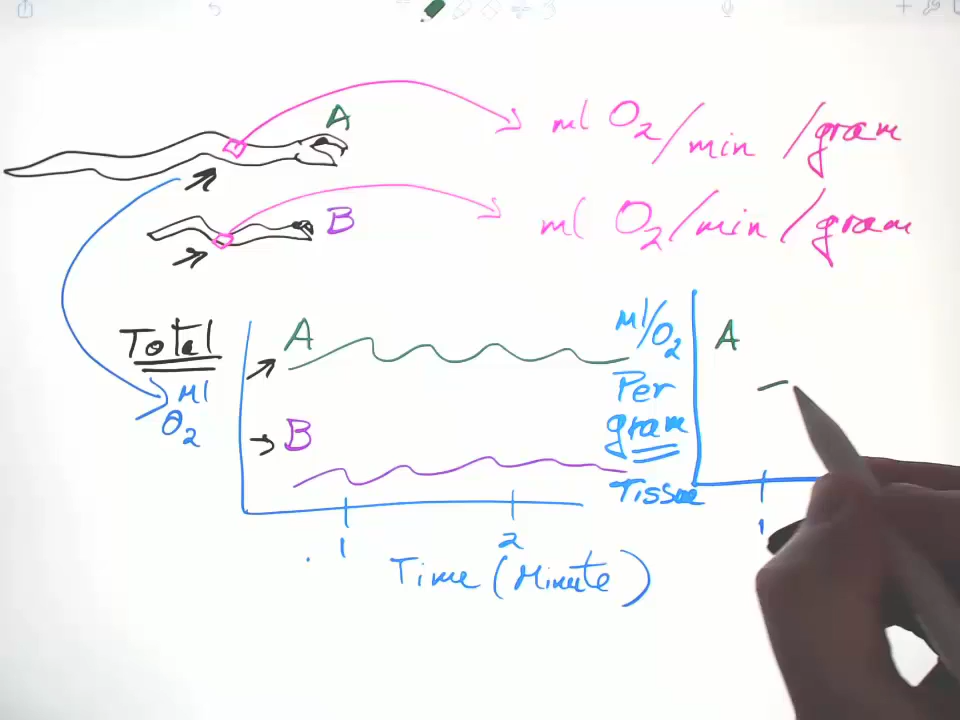 A
ml O2/min /gram
B
ml O2/min/gram
Total
Ml
O2
A
B
1
2
Time (Minute)
Ml/O2
Per
gram
Tissue
A
1